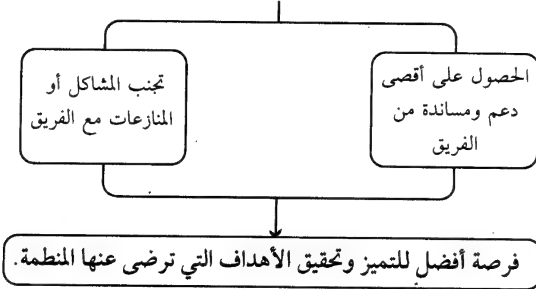 الحصول على أقصى
دعم ومساندة من
الفريق
تجنب المشاكل أو
المنازعات مع الفريق
فرصة أفضل للتميز وتحقيق الأهداف التي ترضى عنها المنطمة.